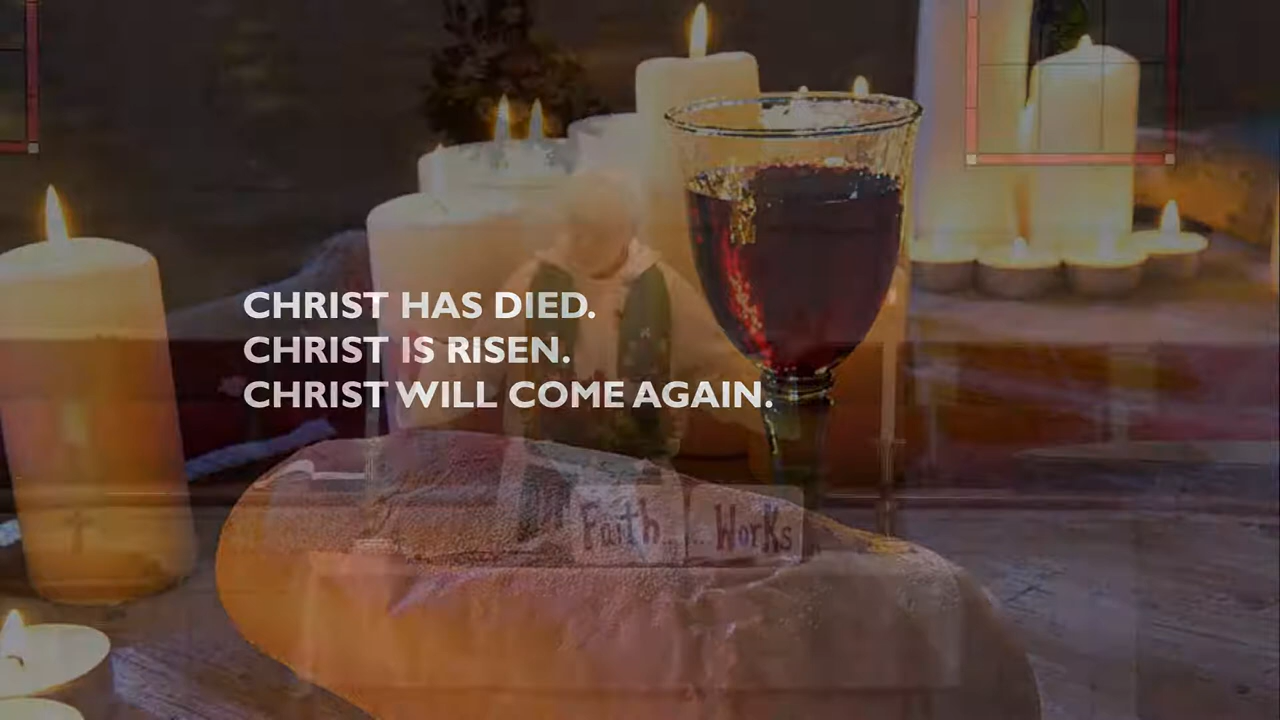 CHRIST HAS DIED.
CHRIST IS RISEN.
CHRIST WILL COME AGAIN.
Faith... ...Works